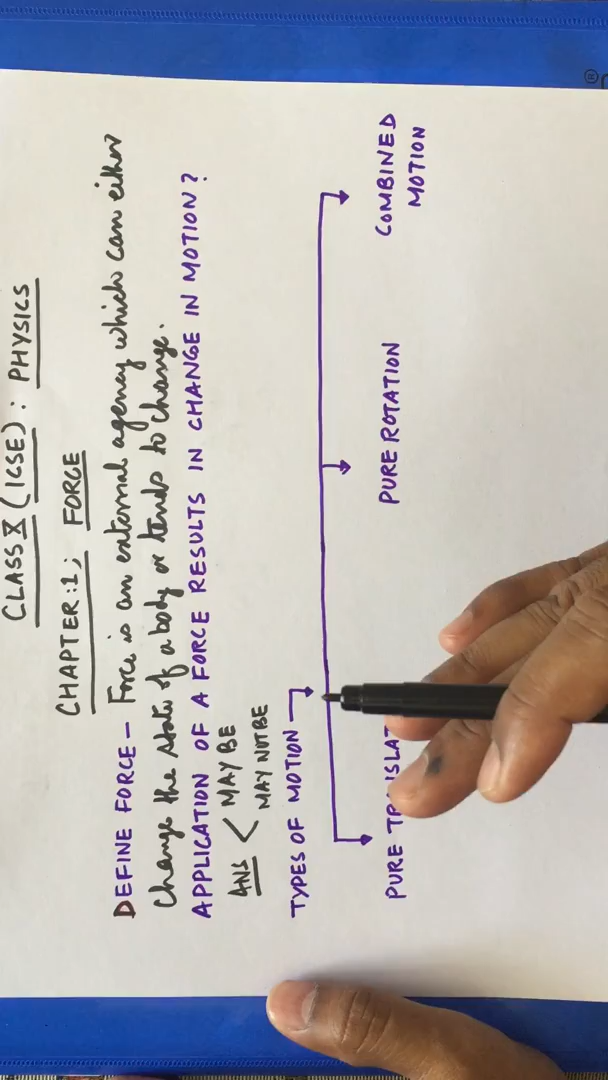 CLASS X (ICSE) : PHYSICS
CHAPTER:1; FORCE
DEFINE FORCE - Force is an external agency which can either
change the state of a body or tends to change.
APPLICATION OF A FORCE RESULTS IN CHANGE IN MOTION?
ANS < MAY BE
MAY NOT BE
TYPES OF MOTION
PURE
PURE ROTATION
COMBINED
MOTION
®